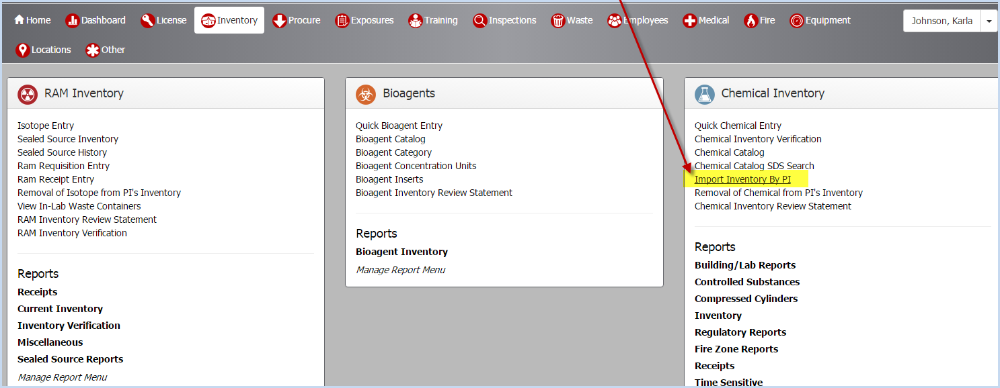 Home Dashboard License Inventory Procure Exposures Training Inspections Waste Employees Medical Fire Equipment Johnson, Karla
Locations Other
RAM Inventory
Isotope Entry
Sealed Source Inventory
Sealed Source History
Ram Requisition Entry
Ram Receipt Entry
Removal of Isotope from PI's Inventory
View In-Lab Waste Containers
RAM Inventory Review Statement
RAM Inventory Verification
Reports
Receipts
Current Inventory
Inventory Verification
Miscellaneous
Sealed Source Reports
Manage Report Menu
Bioagents
Quick Bioagent Entry
Bioagent Catalog
Bioagent Category
Bioagent Concentration Units
Bioagent Inserts
Bioagent Inventory Review Statement
Reports
Bioagent Inventory
Manage Report Menu
Chemical Inventory
Quick Chemical Entry
Chemical Inventory Verification
Chemical Catalog
Chemical Catalog SDS Search
Import Inventory By PI
Removal of Chemical from PI's Inventory
Chemical Inventory Review Statement
Reports
Building/Lab Reports
Controlled Substances
Compressed Cylinders
Inventory
Regulatory Reports
Fire Zone Reports
Receipts
Time Sensitive